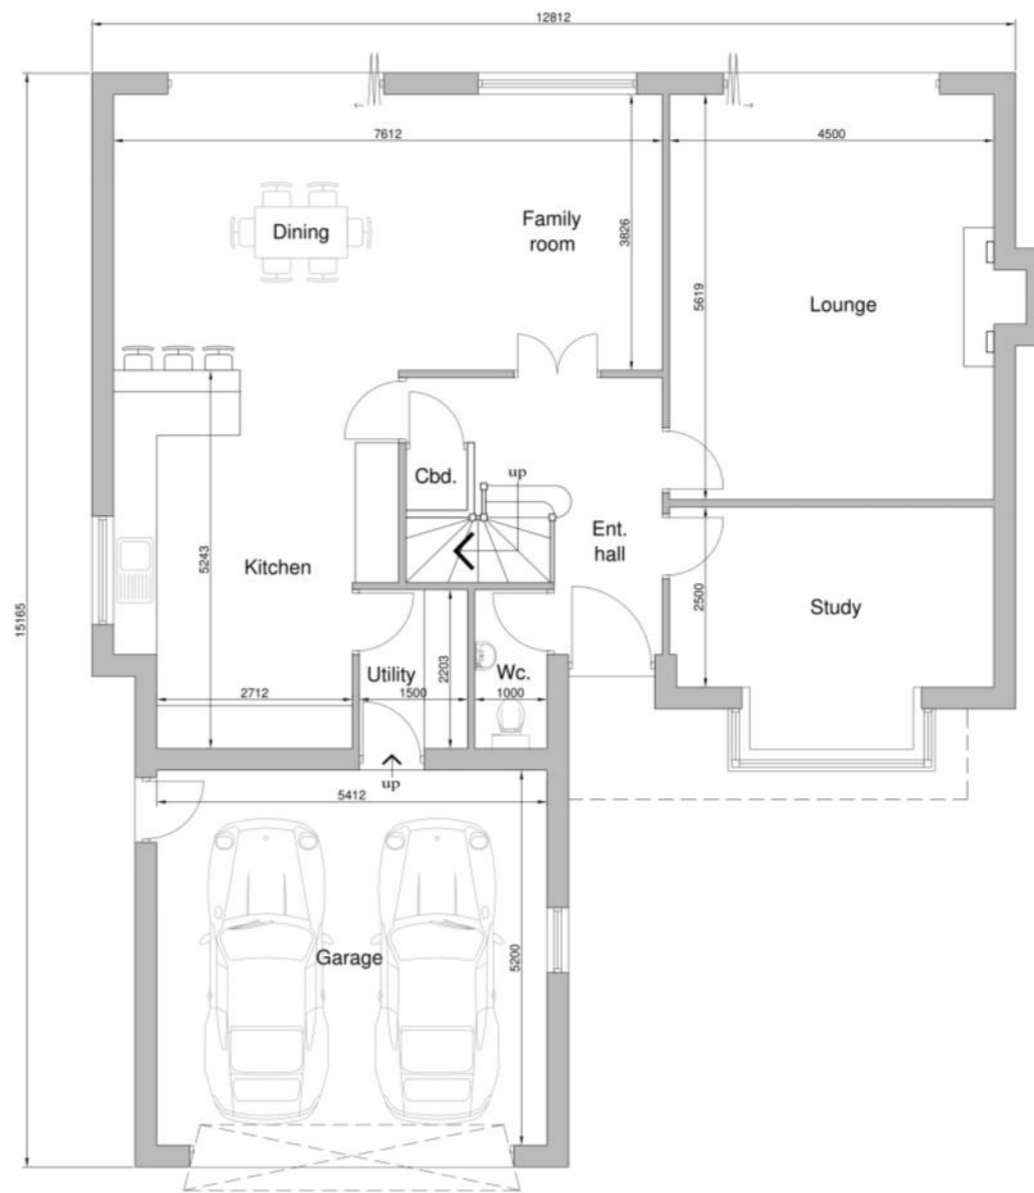 12812
7612
4500
Dining
Family
room
3826
5619
Lounge
15165
Cbd.
up
Ent.
hall
5243
Kitchen
2500
Study
Utility
2203
Wc.
2712
1500
1000
up
5412
Garage
5200